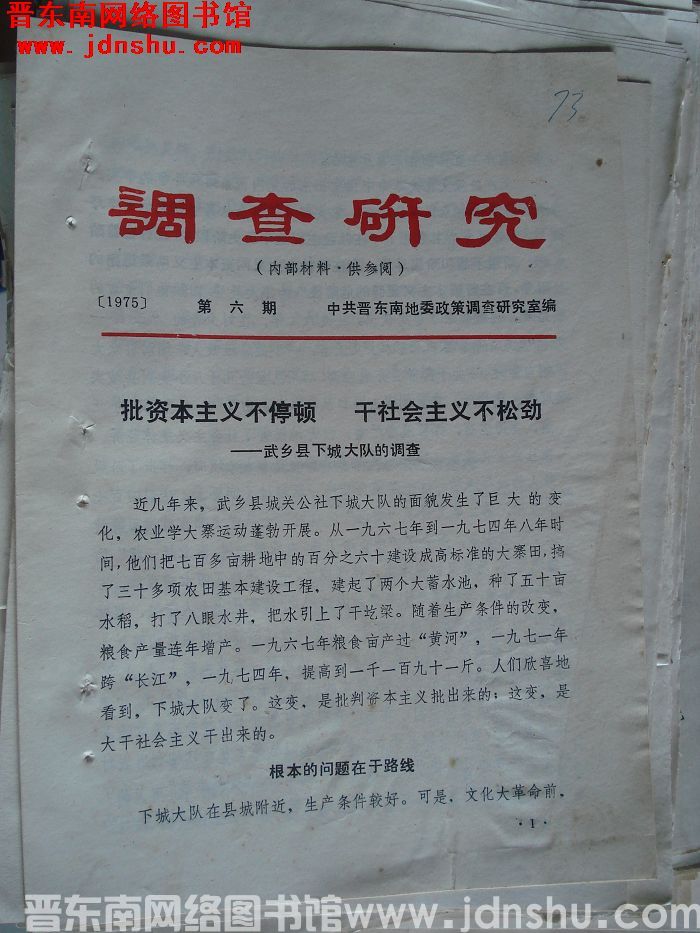 晋东南网络图书馆
www.jdnshu.com
73
調查研究
（内部材料·供参阅）
〔1975〕 第六期 中共晋东南地委政策调查研究室编
批资本主义不停顿 干社会主义不松劲
——武乡县下城大队的调查
近几年来，武乡县城关公社下城大队的面貌发生了巨大的变
化，农业学大寨运动蓬勃开展。从一九六七年到一九七四年八年时
间，他们把七百多亩耕地中的百分之六十建设成高标准的大寨田，搞
了三十多项农田基本建设工程，建起了两个大蓄水池，种了五十亩
水稻，打了八眼水井，把水引上了干圪梁。随着生产条件的改变，
粮食产量连年增产。一九六七年粮食亩产过“黄河”，一九七一年
跨“长江”，一九七四年，提高到一千一百九十一斤。人们欣喜地
看到，下城大队变了。这变，是批判资本主义批出来的；这变，是
大干社会主义干出来的。
根本的问题在于路线
下城大队在县城附近，生产条件较好。可是，文化大革命前，
·1·
晋东南网络图书馆www.jdnshu.com